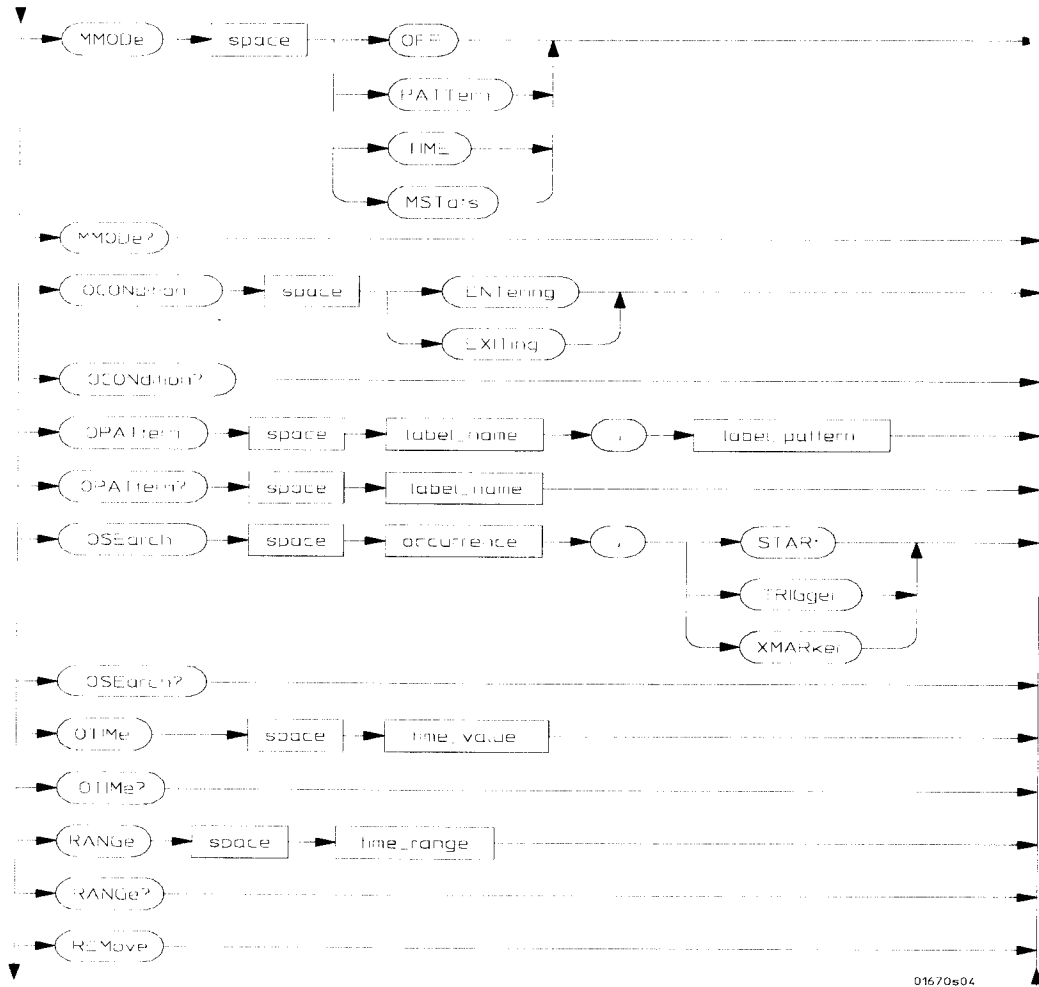 MMODe space OFF
PATTern
TIME
MSTats
MMODe?
OCONdition space ENTering
EXITing
OCONdition?
OPATtern space label_name , label_pattern
OPATtern? space label_name
OSEarch space occurrence , STARt
TRIGger
XMARker
OSEarch?
OTIMe space time_value
OTIMe?
RANGe space time_range
RANGe?
REMove
01670s04